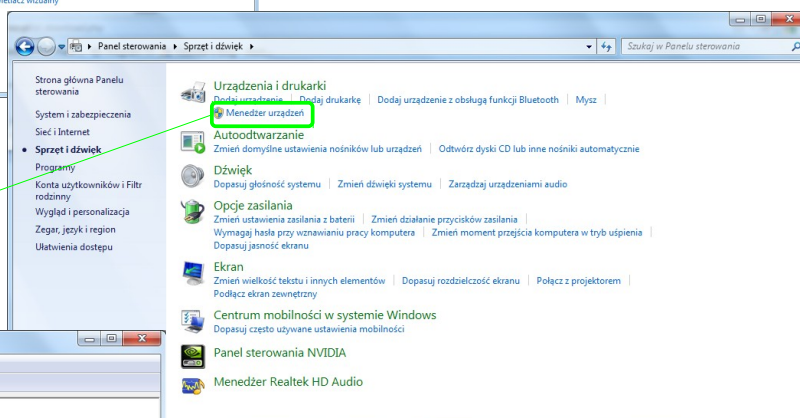 Panel sterowania ▸ Sprzęt i dźwięk ▸
Szukaj w Panelu sterowania
Strona główna Panelu
sterowania
System i zabezpieczenia
Sieć i Internet
Sprzęt i dźwięk
Programy
Konta użytkowników i Filtr
rodzinny
Wygląd i personalizacja
Zegar, język i region
Ułatwienia dostępu
Urządzenia i drukarki
Dodaj urządzenie | Dodaj drukarkę | Dodaj urządzenie z obsługą funkcji Bluetooth | Mysz
Menedżer urządzeń
Autoodtwarzanie
Zmień domyślne ustawienia nośników lub urządzeń | Odtwórz dyski CD lub inne nośniki automatycznie
Dźwięk
Dopasuj głośność systemu | Zmień dźwięki systemu | Zarządzaj urządzeniami audio
Opcje zasilania
Zmień ustawienia zasilania z baterii | Zmień działanie przycisków zasilania
Wymagaj hasła przy wznawianiu pracy komputera | Zmień moment przejścia komputera w tryb uśpienia
Dopasuj jasność ekranu
Ekran
Zmień wielkość tekstu i innych elementów | Dopasuj rozdzielczość ekranu | Połącz z projektorem
Podłącz ekran zewnętrzny
Centrum mobilności w systemie Windows
Dopasuj często używane ustawienia mobilności
Panel sterowania NVIDIA
Menedżer Realtek HD Audio